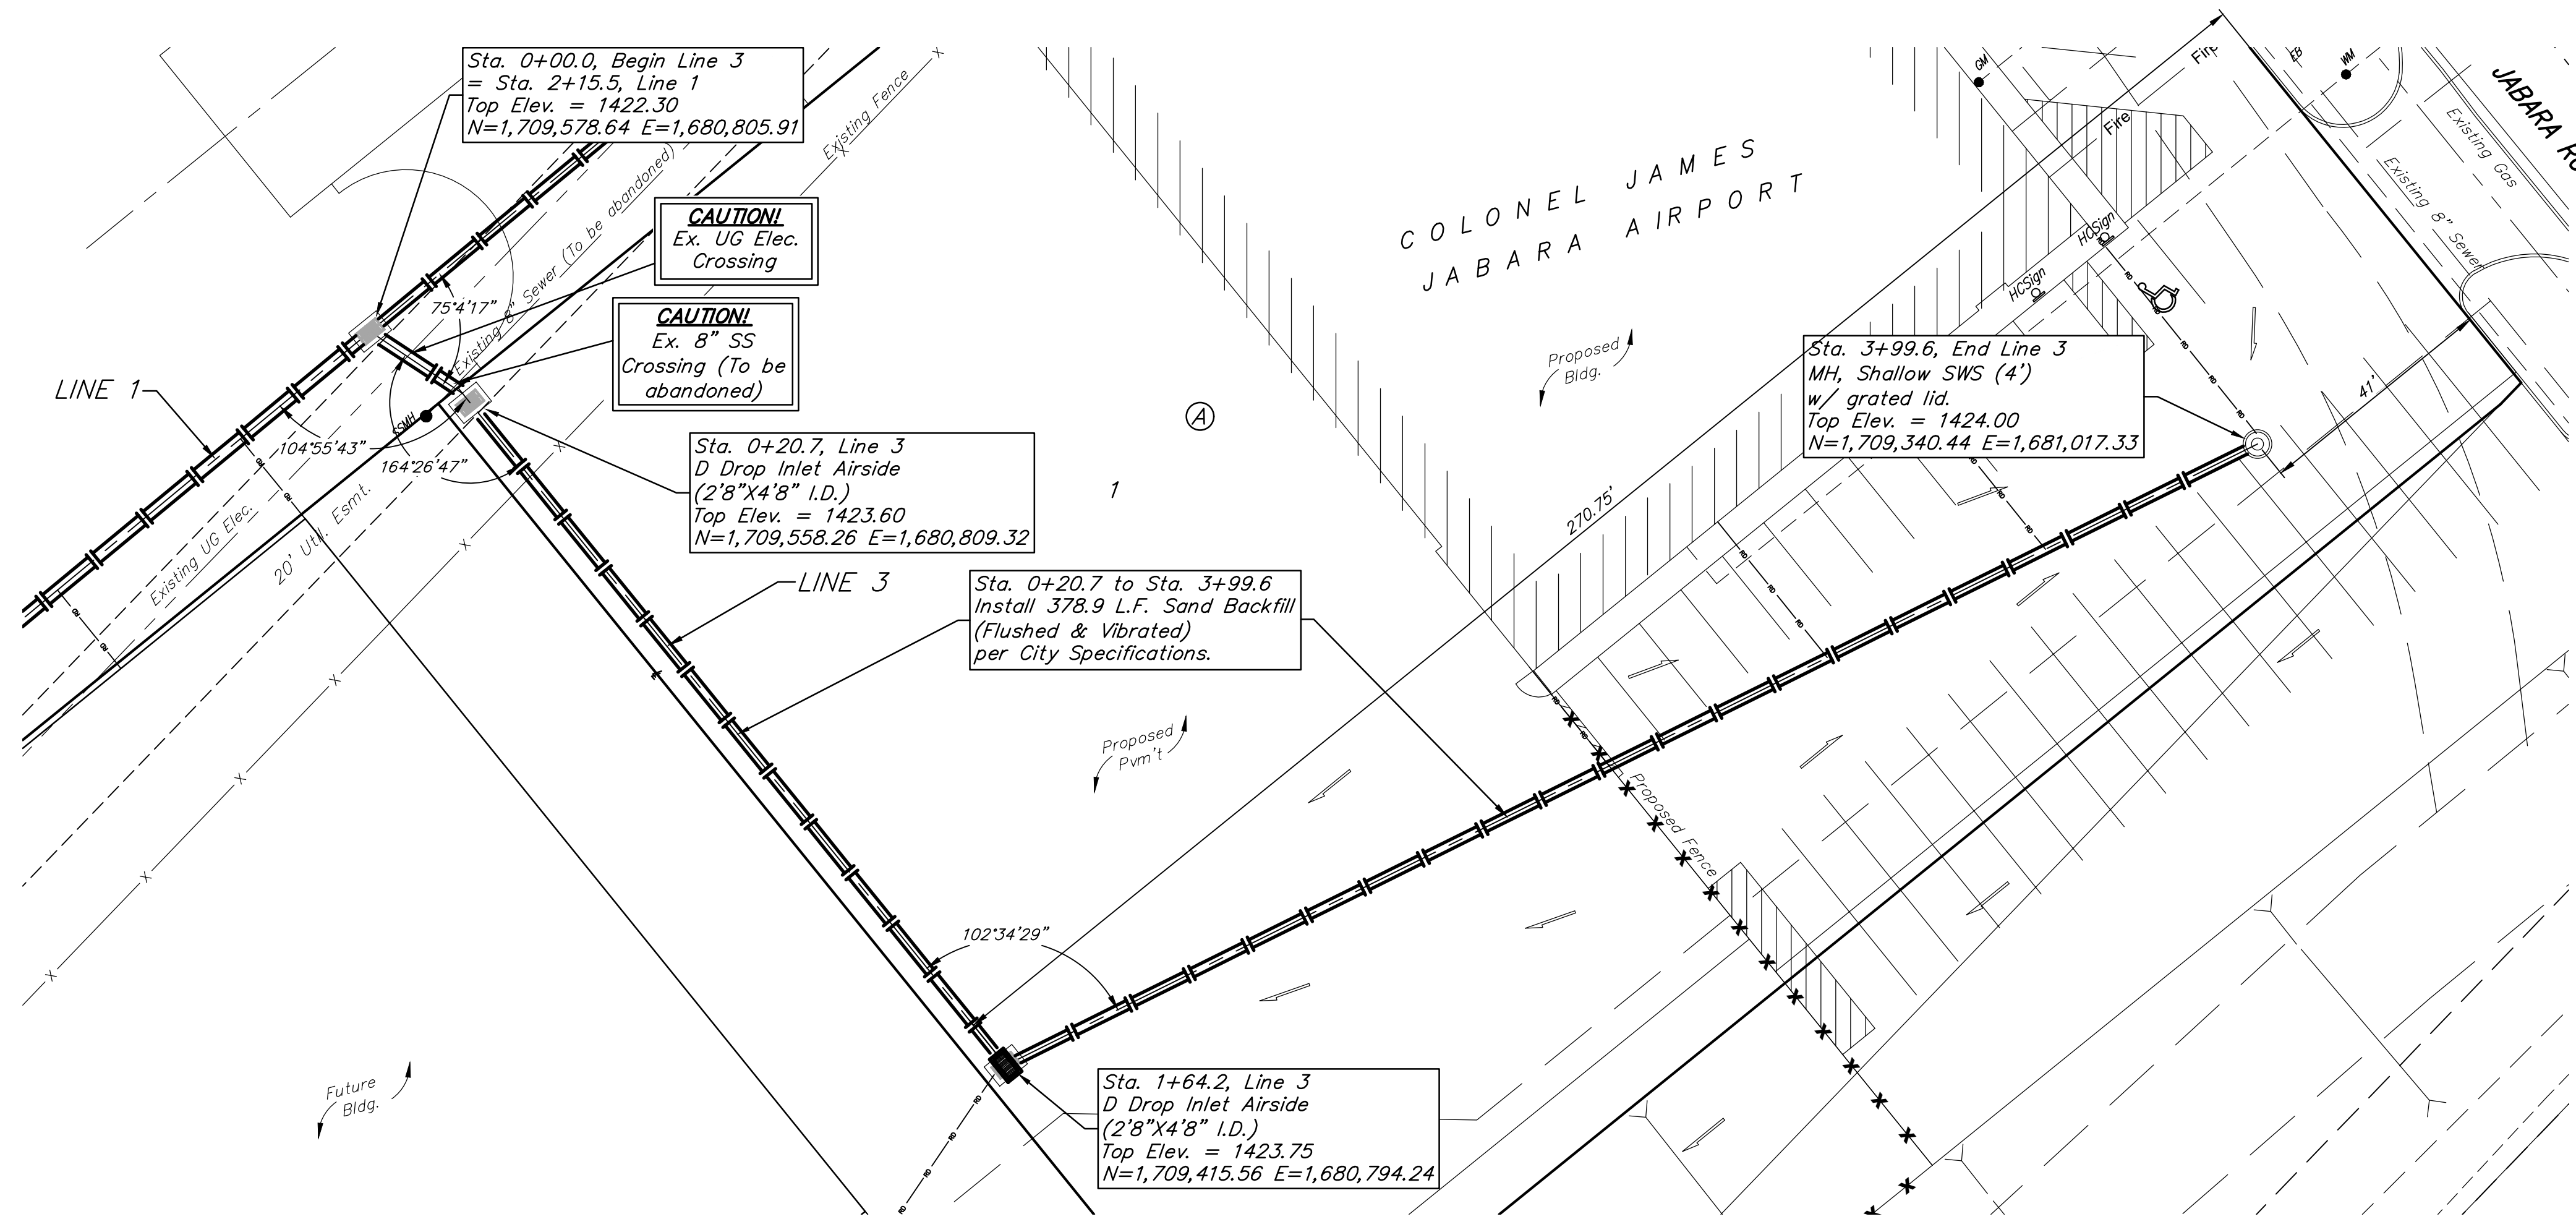 Sta. 0+00.0, Begin Line 3
= Sta. 2+15.5, Line 1
Top Elev. = 1422.30
N=1,709,578.64 E=1,680,805.91
Existing Fence
CAUTION!
Ex. UG Elec.
Crossing
CAUTION!
Ex. 8" SS
Crossing (To be
abandoned)
Existing 8" Sewer (To be abandoned)
75°4'17"
LINE 1
104°55'43"
164°26'47"
SSMH
Existing UG Elec.
20' Util. Esmt.
Sta. 0+20.7, Line 3
D Drop Inlet Airside
(2'8"X4'8" I.D.)
Top Elev. = 1423.60
N=1,709,558.26 E=1,680,809.32
LINE 3
Sta. 0+20.7 to Sta. 3+99.6
Install 378.9 L.F. Sand Backfill
(Flushed & Vibrated)
per City Specifications.
COLONEL JAMES
JABARA AIRPORT
A
1
Proposed
Bldg.
270.75'
GM
Fire
EB
WM
JABARA
Existing Gas
Existing 8" Sewer
HCSign
HCSign
Sta. 3+99.6, End Line 3
MH, Shallow SWS (4')
w/ grated lid.
Top Elev. = 1424.00
N=1,709,340.44 E=1,681,017.33
41'
Proposed
Pvm't
Proposed Fence
102°34'29"
Future
Bldg.
Sta. 1+64.2, Line 3
D Drop Inlet Airside
(2'8"X4'8" I.D.)
Top Elev. = 1423.75
N=1,709,415.56 E=1,680,794.24